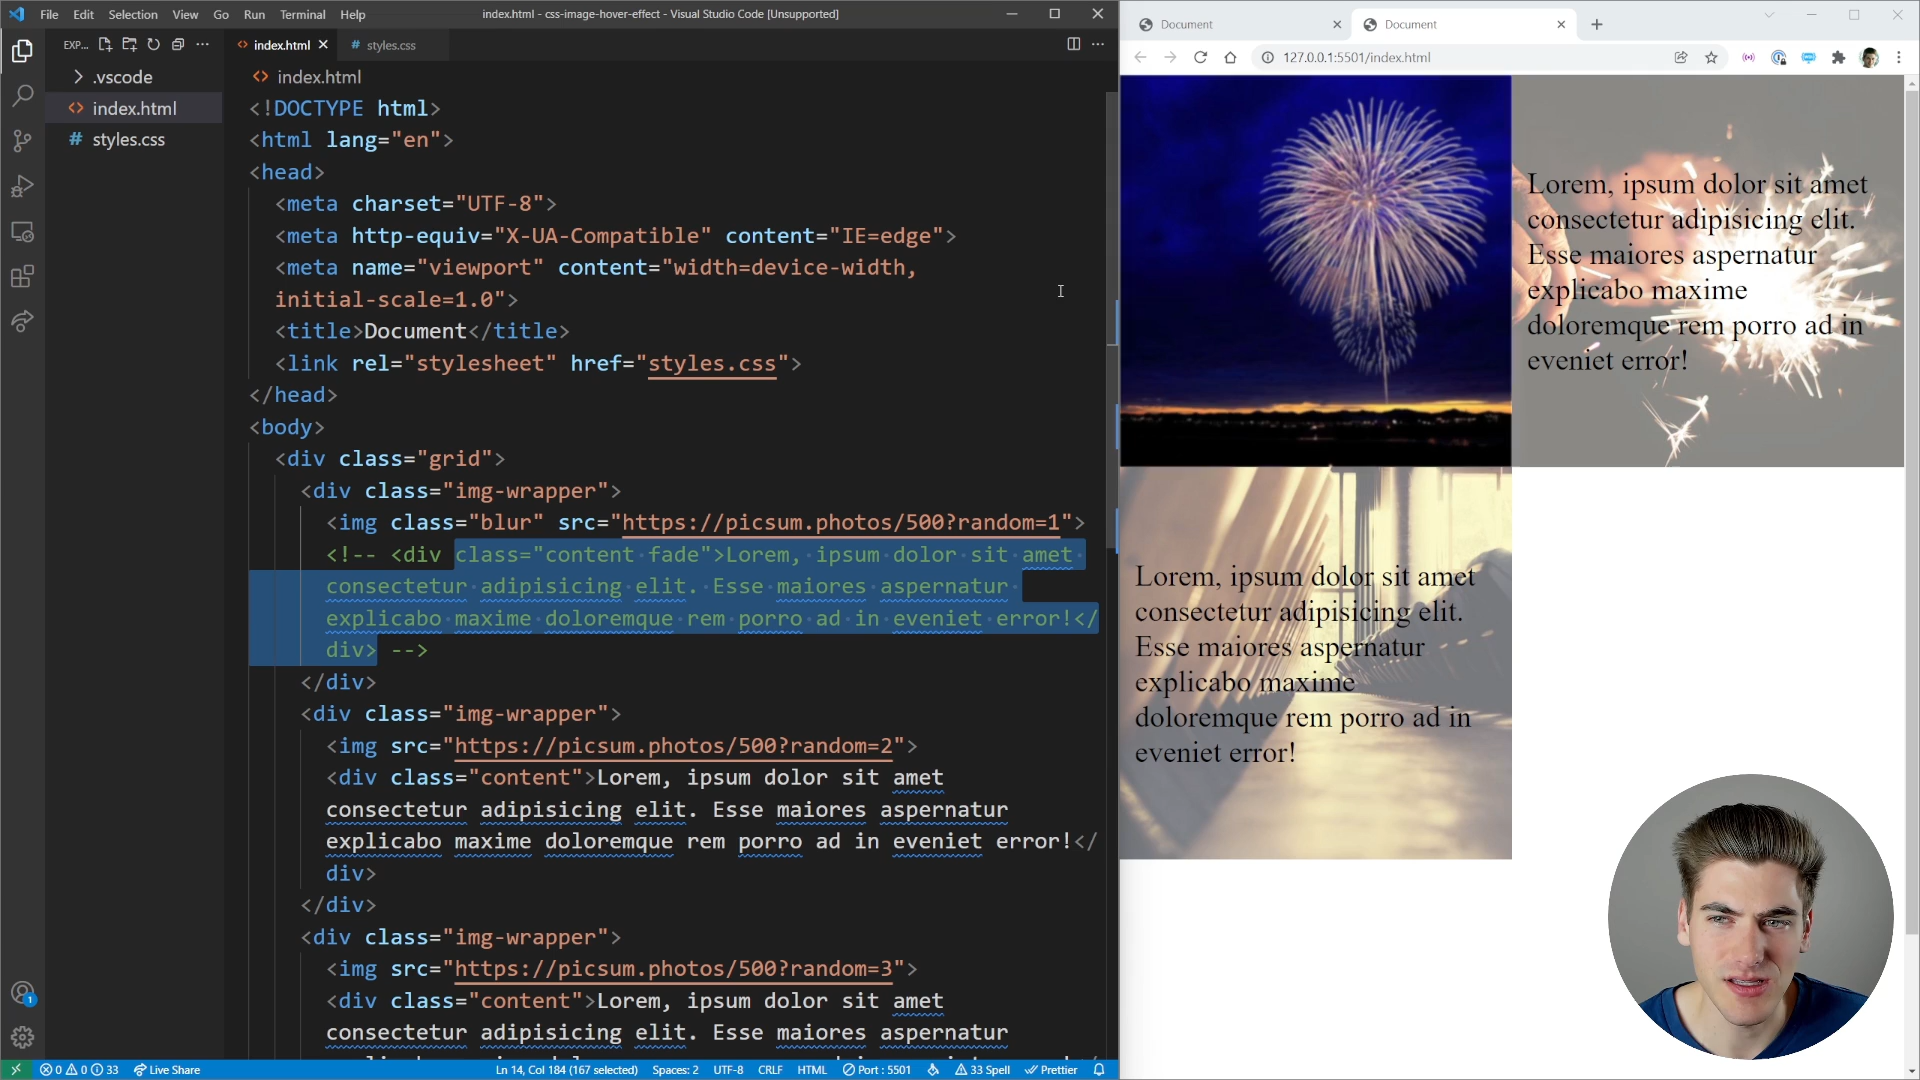 File Edit Selection View Go Run Terminal Help
index.html - css-image-hover-effect - Visual Studio Code [Unsupported]
EXP...
.vscode
index.html
styles.css
index.html
styles.css
index.html
<!DOCTYPE html>
<html lang="en">
<head>
<meta charset="UTF-8">
<meta http-equiv="X-UA-Compatible" content="IE=edge">
<meta name="viewport" content="width=device-width,
initial-scale=1.0">
<title>Document</title>
<link rel="stylesheet" href="styles.css">
</head>
<body>
<div class="grid">
<div class="img-wrapper">
<img class="blur" src="https://picsum.photos/500?random=1">
<!-- <div class="content fade">Lorem, ipsum dolor sit amet
consectetur adipisicing elit. Esse maiores aspernatur
explicabo maxime doloremque rem porro ad in eveniet error!</
div> -->
</div>
<div class="img-wrapper">
<img src="https://picsum.photos/500?random=2">
<div class="content">Lorem, ipsum dolor sit amet
consectetur adipisicing elit. Esse maiores aspernatur
explicabo maxime doloremque rem porro ad in eveniet error!</
div>
</div>
<div class="img-wrapper">
<img src="https://picsum.photos/500?random=3">
<div class="content">Lorem, ipsum dolor sit amet
consectetur adipisicing elit. Esse maiores aspernatur
1
0 0 33 Live Share
Ln 14, Col 184 (167 selected) Spaces: 2 UTF-8 CRLF HTML Port : 5501 33 Spell Prettier
Document
Document
127.0.0.1:5501/index.html
Lorem, ipsum dolor sit amet
consectetur adipisicing elit.
Esse maiores aspernatur
explicabo maxime
doloremque rem porro ad in
eveniet error!
Lorem, ipsum dolor sit amet
consectetur adipisicing elit.
Esse maiores aspernatur
explicabo maxime
doloremque rem porro ad in
eveniet error!